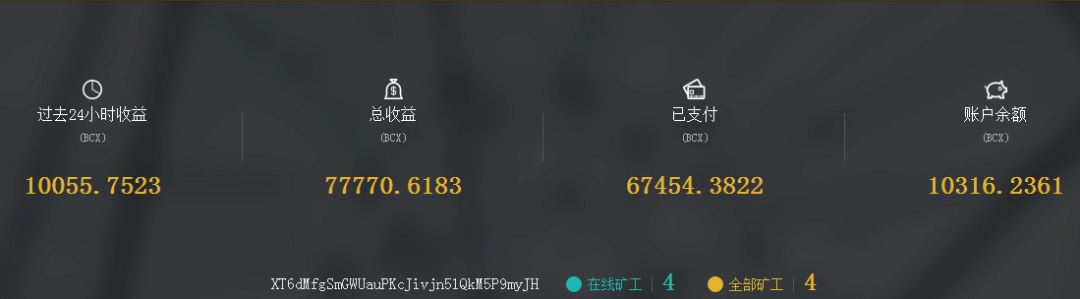 过去24小时收益 总收益 已支付 账户余额
(BCX) (BCX) (BCX) (BCX)
10055.7523 77770.6183 67454.3822 10316.2361
XT6dMfgSmGWUauPKcJivjn51QkM5P9myJH 在线矿工 | 4 全部矿工 | 4